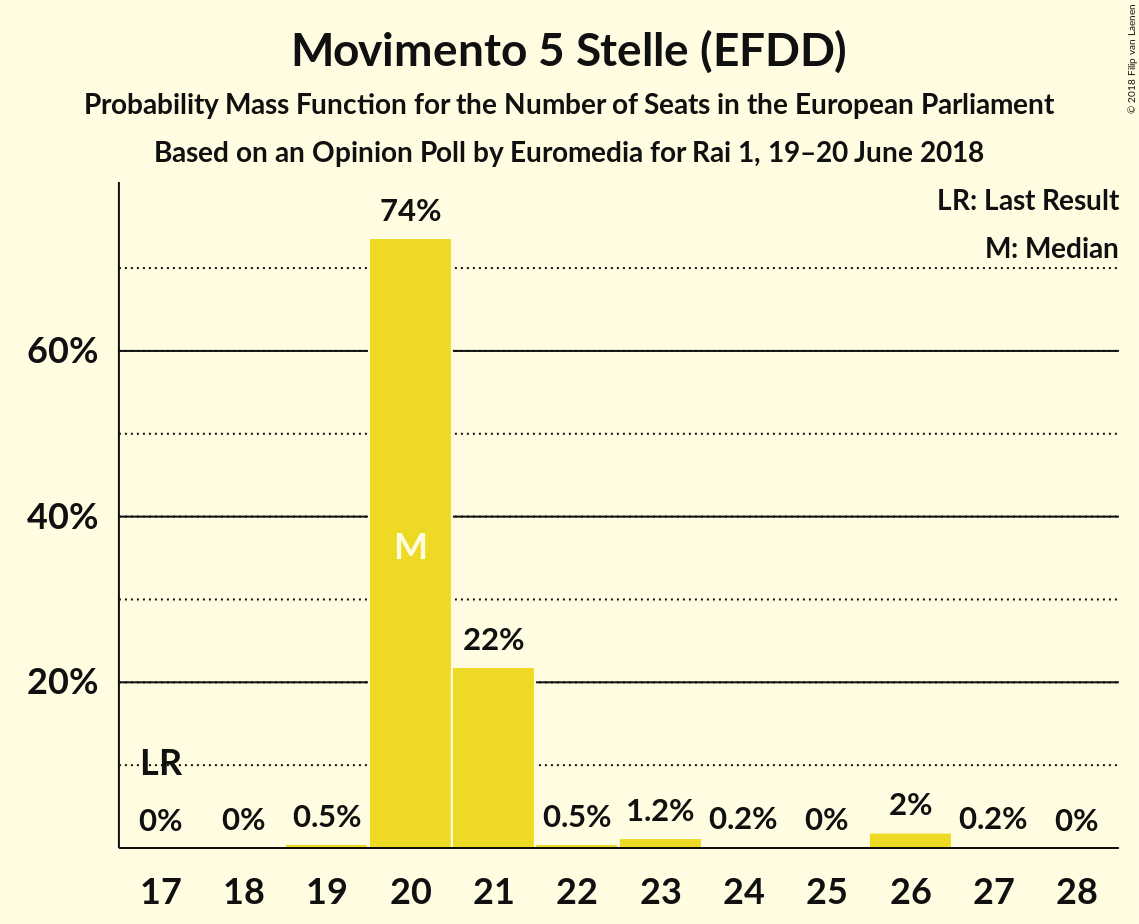 Movimento 5 Stelle (EFDD)
Probability Mass Function for the Number of Seats in the European Parliament
Based on an Opinion Poll by Euromedia for Rai 1, 19–20 June 2018
© 2018 Filip van Laenen
LR: Last Result
M: Median
74%
60%
40%
M
22%
20%
LR
0% 0% 0.5% 0.5% 1.2% 0.2% 0% 2% 0.2% 0%
17 18 19 20 21 22 23 24 25 26 27 28